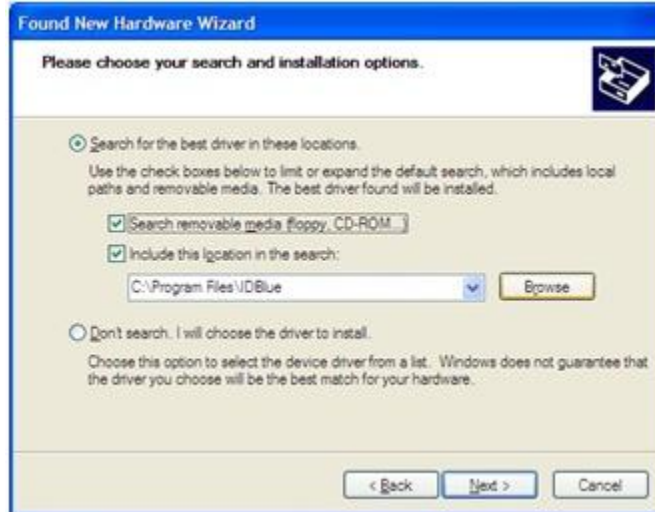 Found New Hardware Wizard
Please choose your search and installation options.
Search for the best driver in these locations.
Use the check boxes below to limit or expand the default search, which includes local
paths and removable media. The best driver found will be installed.
Search removable media (floppy, CD-ROM...)
Include this location in the search:
C:\Program Files\IDBlue
Browse
Don't search. I will choose the driver to install.
Choose this option to select the device driver from a list. Windows does not guarantee that
the driver you choose will be the best match for your hardware.
< Back Next > Cancel